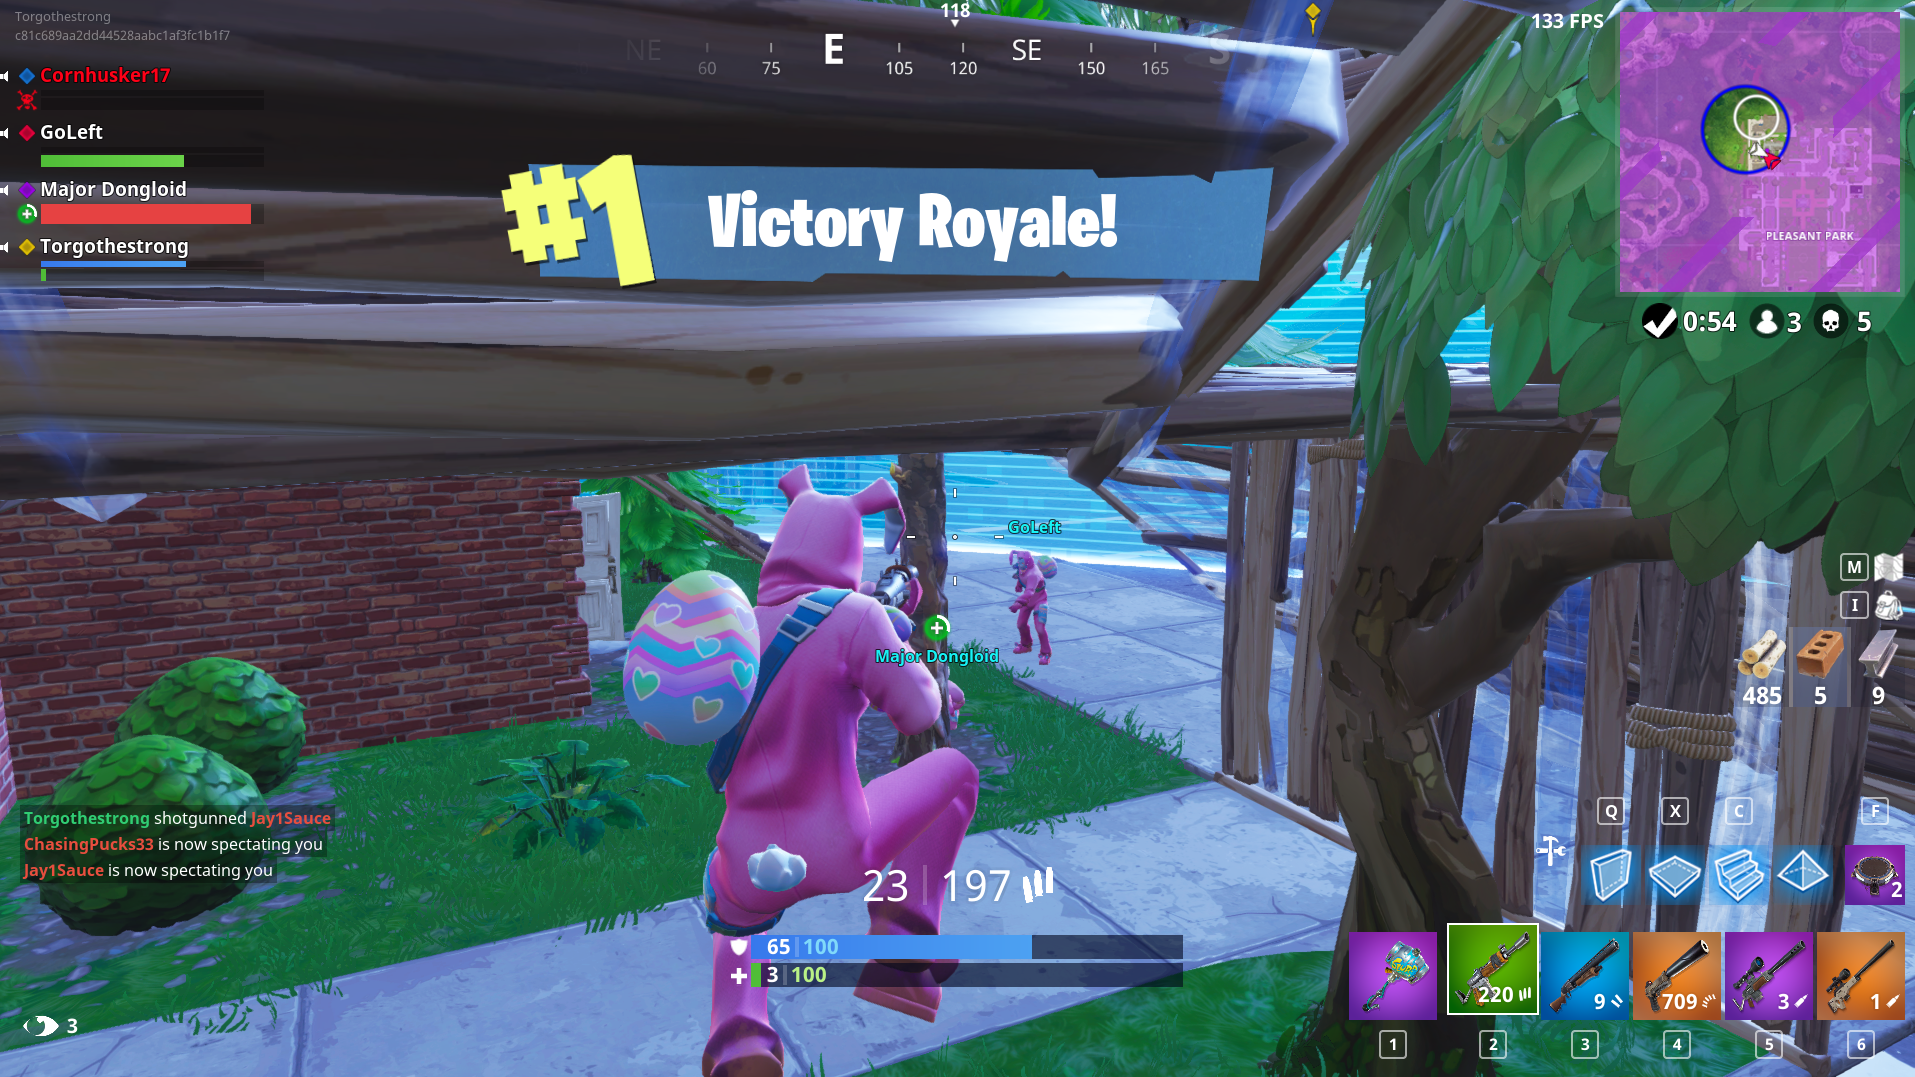 Torgothestrong
c81c689aa2dd44528aabc1af3fc1b1f7
118
NE E SE S
60 75 105 120 150 165
133 FPS
Cornhusker17
GoLeft
Major Dongloid
Torgothestrong
#1 Victory Royale!
PLEASANT PARK
0:54 3 5
GoLeft
Major Dongloid
M
I
485 5 9
Torgothestrong shotgunned Jay1Sauce
ChasingPucks33 is now spectating you
Jay1Sauce is now spectating you
Q X C F
2
23 | 197
65 | 100
3 | 100
220 9 709 3 1
3
1 2 3 4 5 6